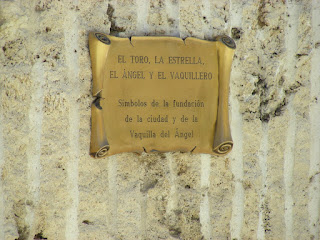 EL TORO, LA ESTRELLA,
EL ÁNGEL Y EL VAQUILLERO
Símbolos de la fundación
de la ciudad y de la
Vaquilla del Ángel